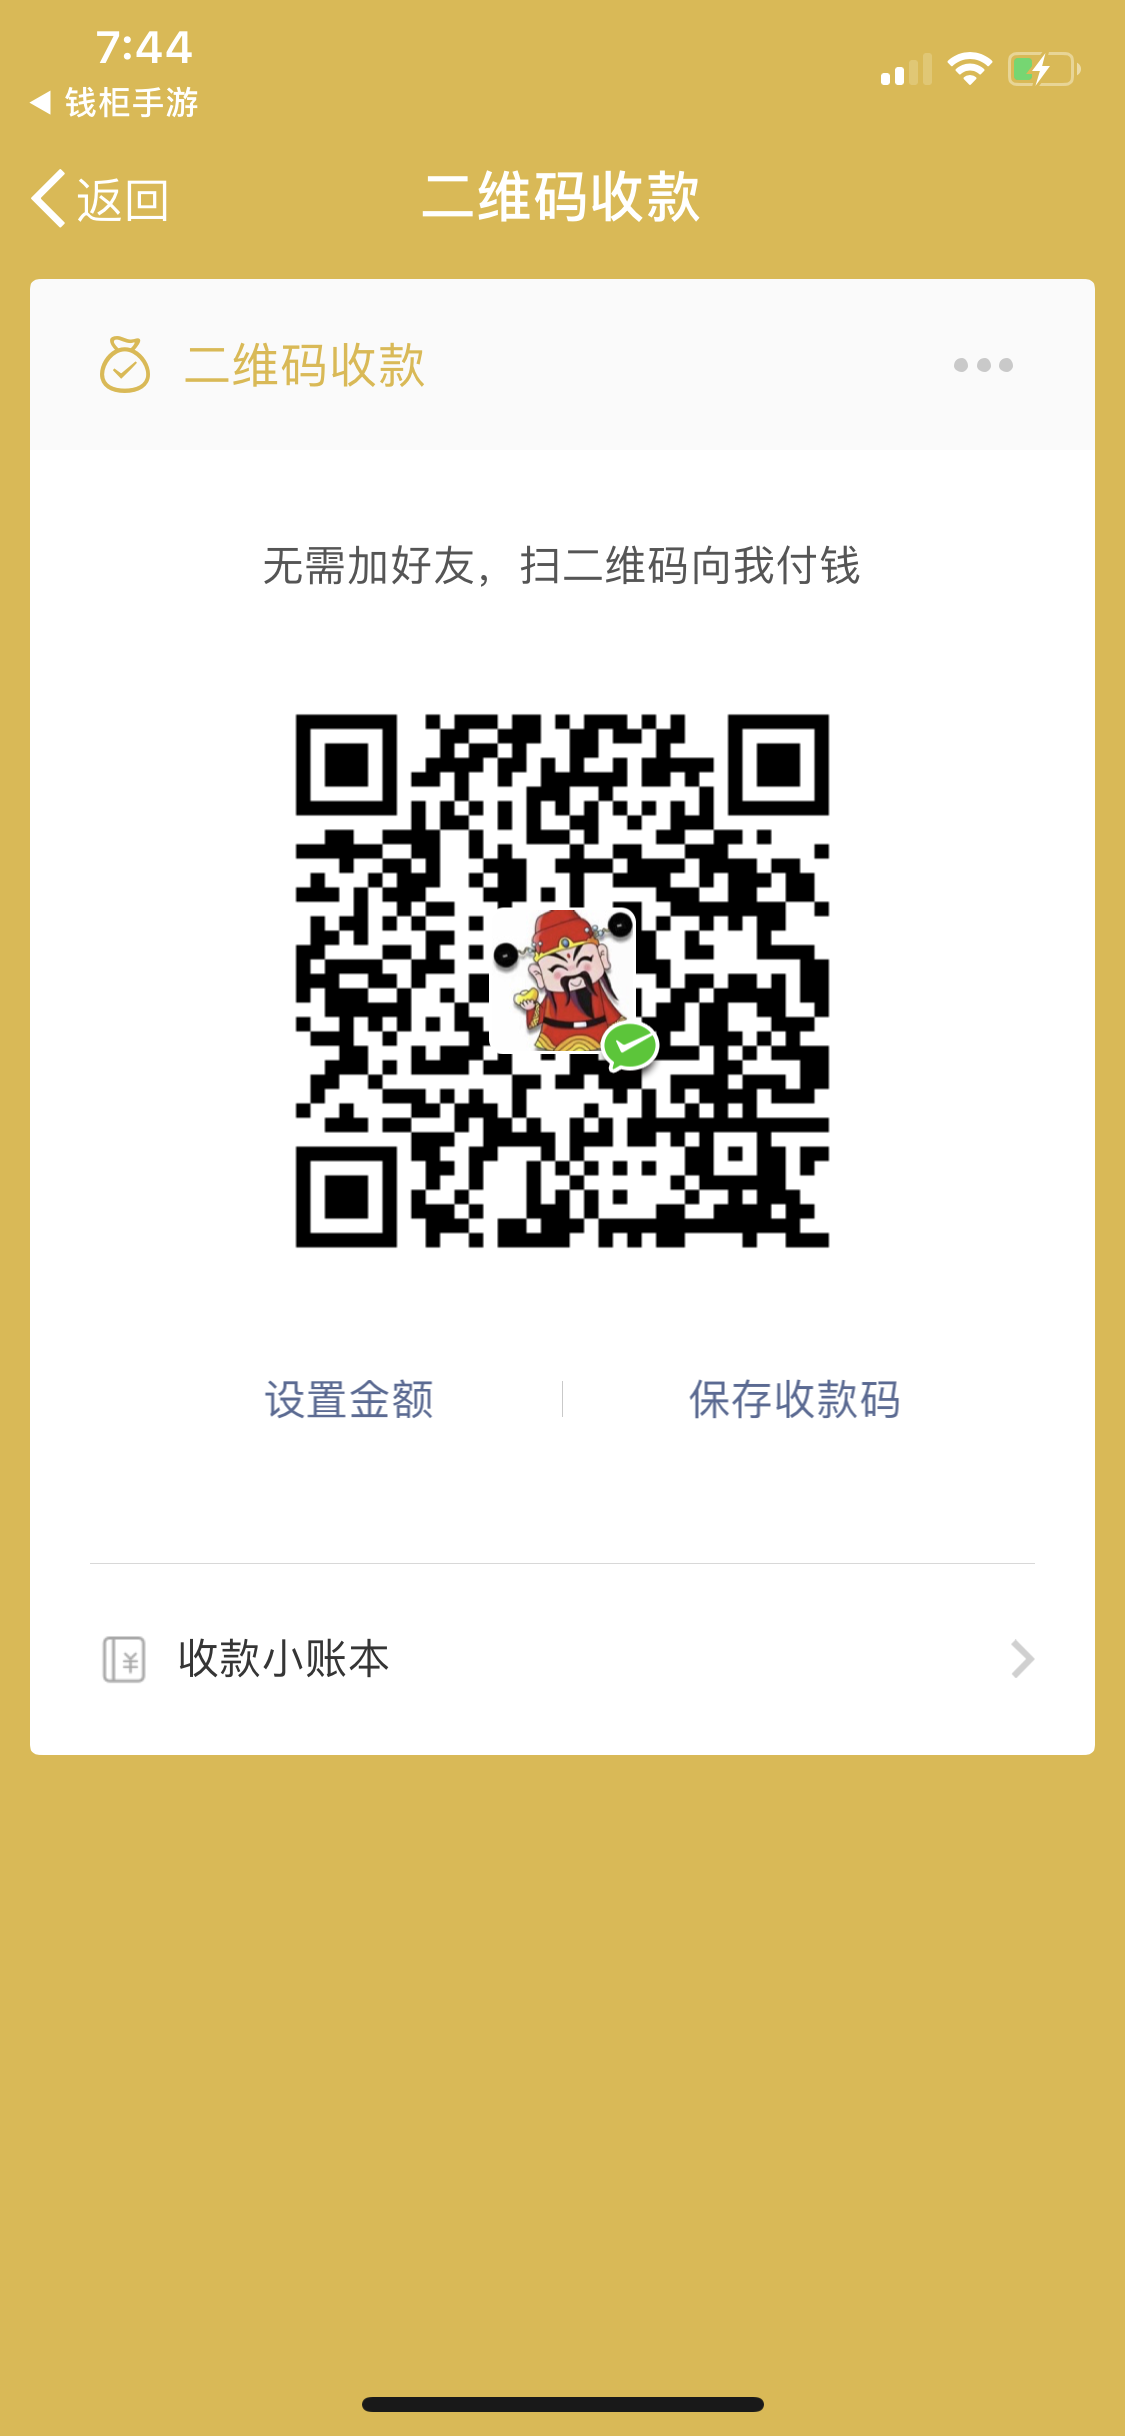 7:44
◀ 钱柜手游
返回
二维码收款
二维码收款
无需加好友，扫二维码向我付钱
设置金额
保存收款码
收款小账本